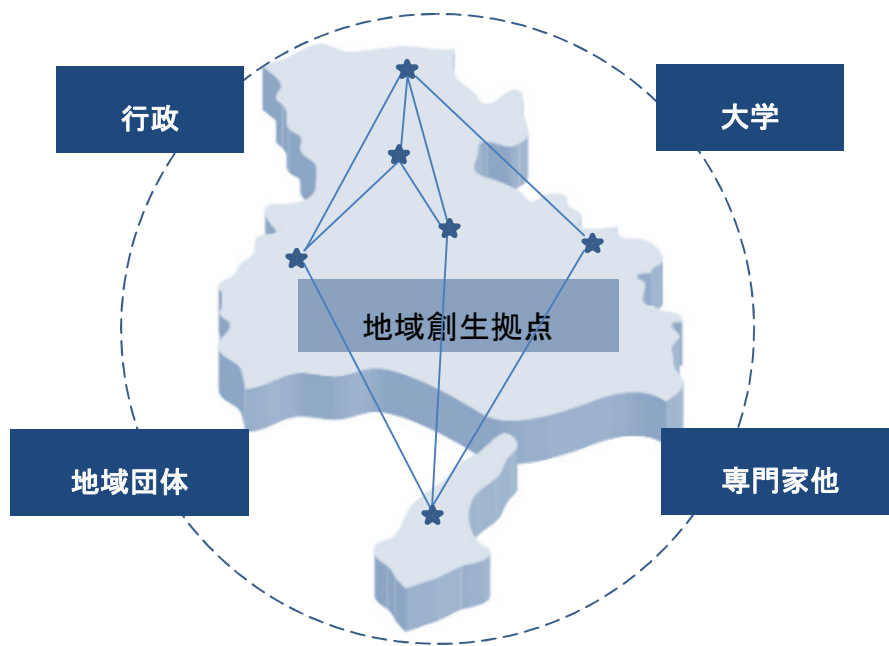 行政
大学
地域創生拠点
地域団体
専門家他